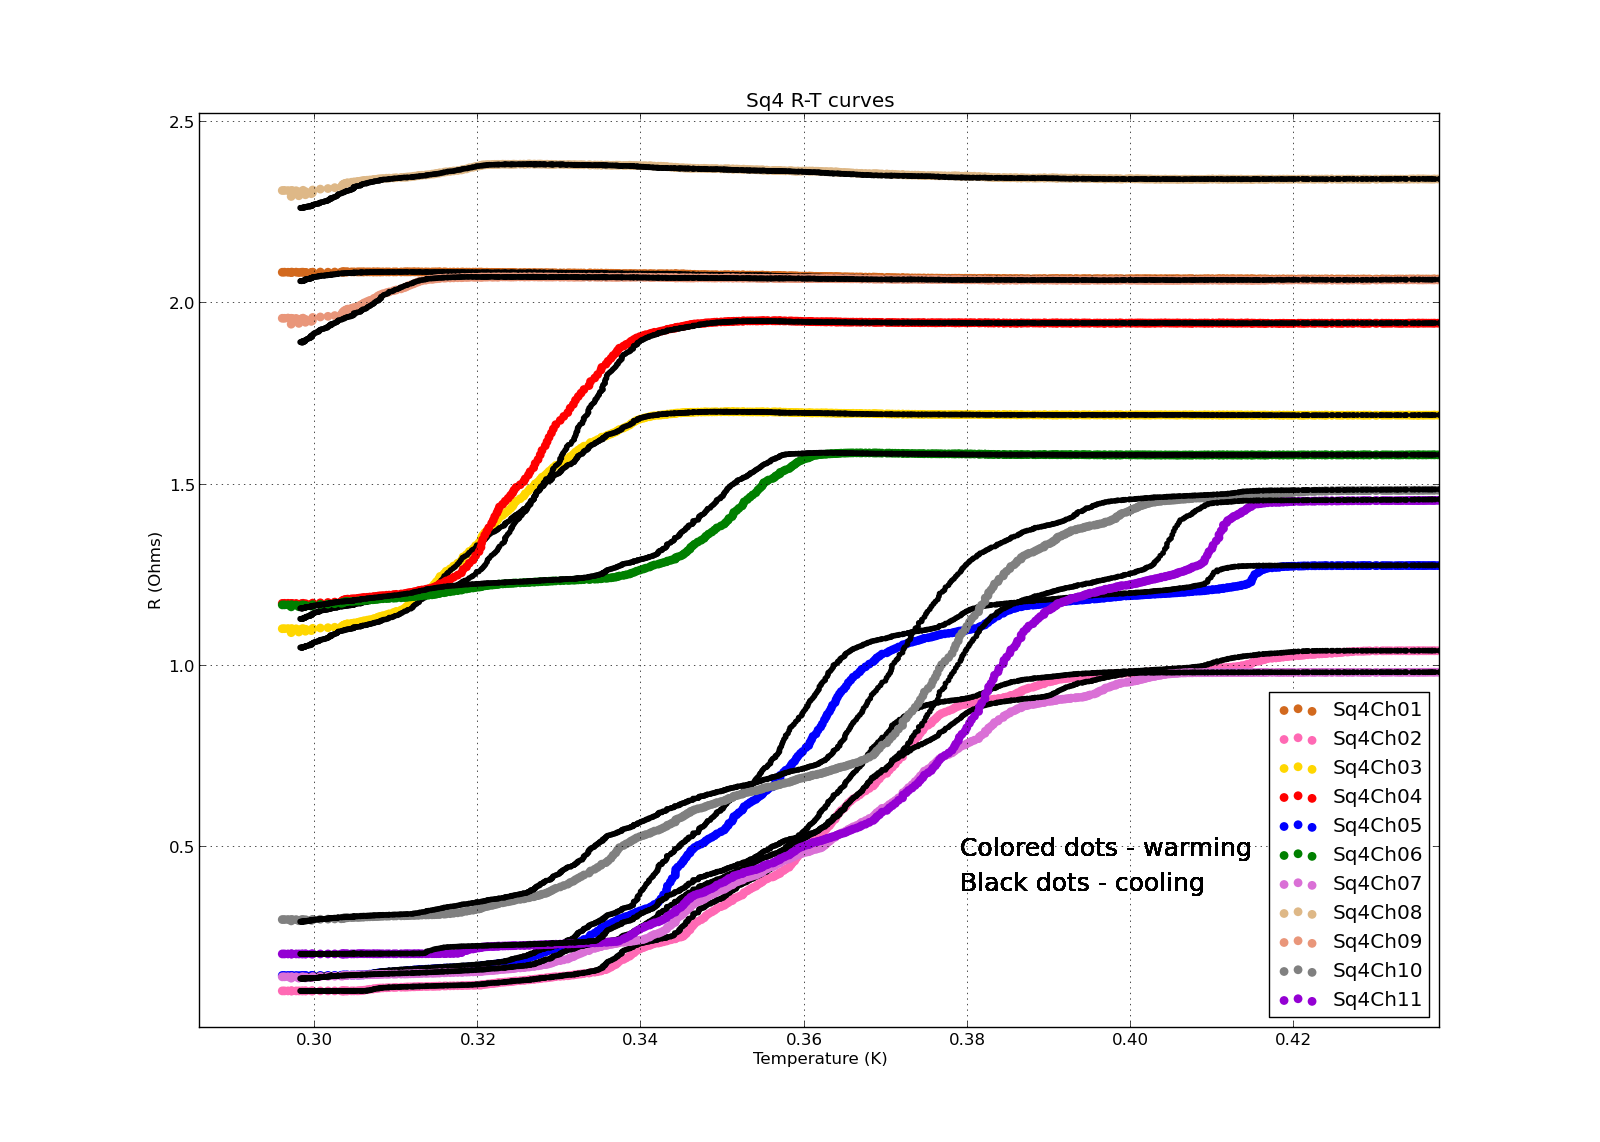 Sq4 R-T curves
2.5
2.0
1.5
1.0
0.5
R (Ohms)
Colored dots - warming
Black dots - cooling
Sq4Ch01
Sq4Ch02
Sq4Ch03
Sq4Ch04
Sq4Ch05
Sq4Ch06
Sq4Ch07
Sq4Ch08
Sq4Ch09
Sq4Ch10
Sq4Ch11
0.30 0.32 0.34 0.36 0.38 0.40 0.42
Temperature (K)